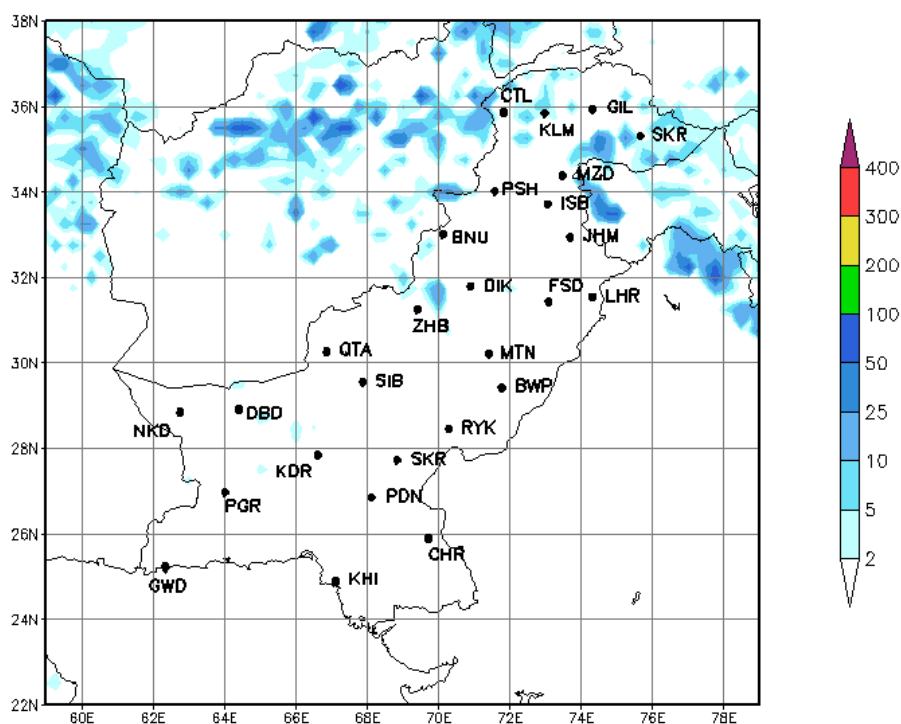 38N
36N
34N
32N
30N
28N
26N
24N
22N
60E 62E 64E 66E 68E 70E 72E 74E 76E 78E
CTL
GIL
KLM
SKR
MZD
PSH
ISB
BNU
JHM
DIK
FSD
LHR
ZHB
QTA
MTN
SIB
BWP
DBD
NKD
RYK
KDR
SKR
PGR
PDN
CHR
GWD
KHI
400
300
200
100
50
25
10
5
2